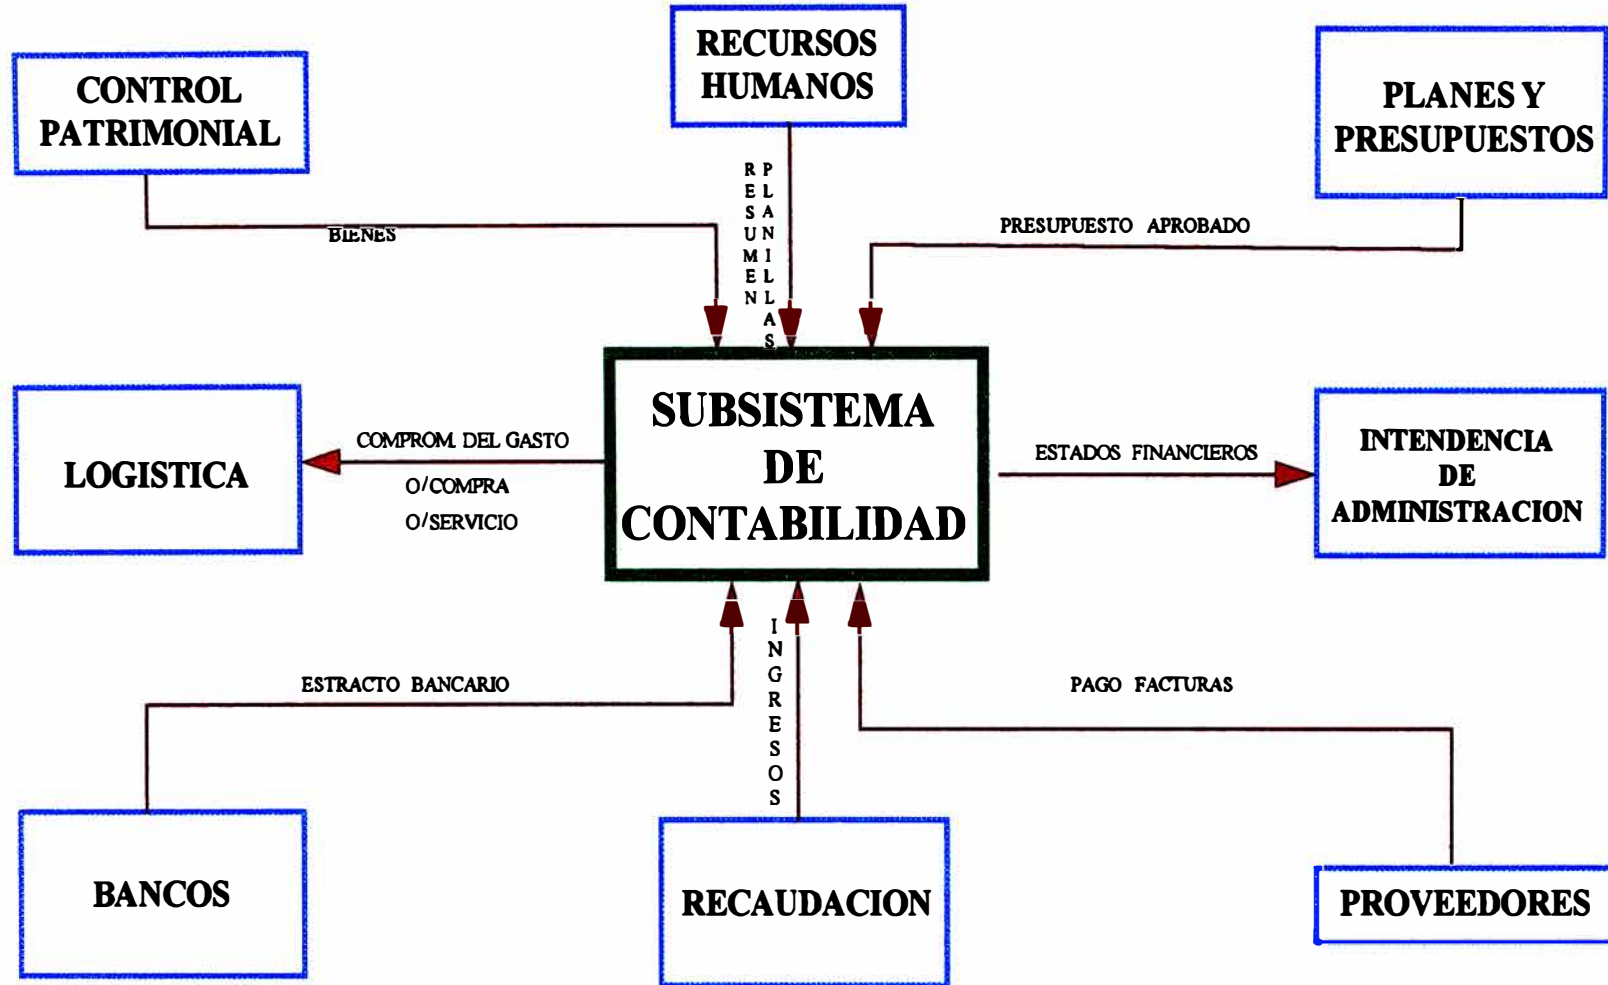 RECURSOS
HUMANOS
CONTROL
PATRIMONIAL
PLANES Y
PRESUPUESTOS
RESUMEN
PLANILLAS
BIENES
PRESUPUESTO APROBADO
SUBSISTEMA
DE
CONTABILIDAD
LOGISTICA
COMPROM. DEL GASTO
O/COMPRA
O/SERVICIO
ESTADOS FINANCIEROS
INTENDENCIA
DE
ADMINISTRACION
INGRESOS
ESTRACTO BANCARIO
PAGO FACTURAS
BANCOS
RECAUDACION
PROVEEDORES